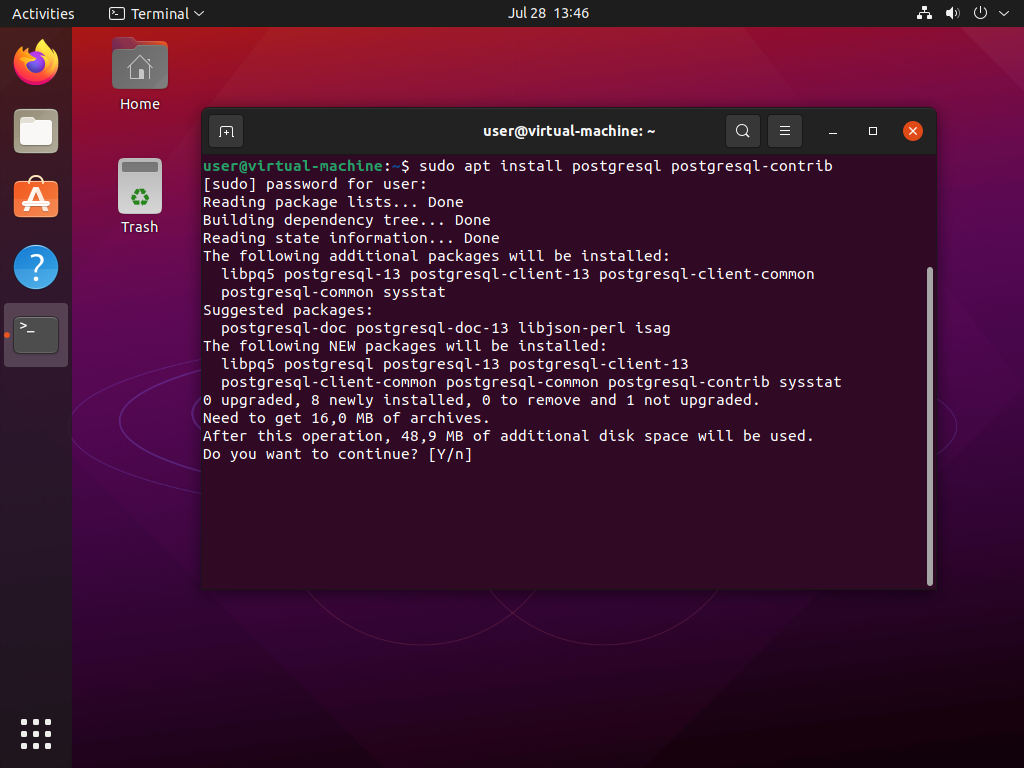 Activities
Terminal
Jul 28 13:46
Home
Trash
user@virtual-machine: ~
user@virtual-machine:~$ sudo apt install postgresql postgresql-contrib
[sudo] password for user:
Reading package lists... Done
Building dependency tree... Done
Reading state information... Done
The following additional packages will be installed:
  libpq5 postgresql-13 postgresql-client-13 postgresql-client-common
  postgresql-common sysstat
Suggested packages:
  postgresql-doc postgresql-doc-13 libjson-perl isag
The following NEW packages will be installed:
  libpq5 postgresql postgresql-13 postgresql-client-13
  postgresql-client-common postgresql-common postgresql-contrib sysstat
0 upgraded, 8 newly installed, 0 to remove and 1 not upgraded.
Need to get 16,0 MB of archives.
After this operation, 48,9 MB of additional disk space will be used.
Do you want to continue? [Y/n]